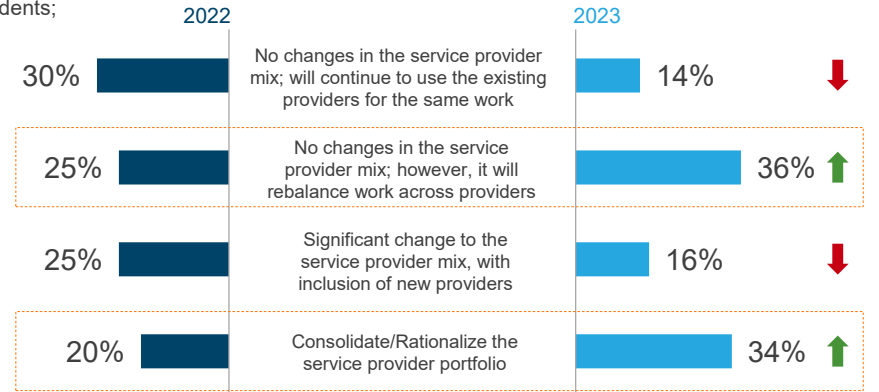 dents;
2022 2023
30% No changes in the service provider
mix; will continue to use the existing
providers for the same work 14%
25% No changes in the service
provider mix; however, it will
rebalance work across providers 36%
25% Significant change to the
service provider mix, with
inclusion of new providers 16%
20% Consolidate/Rationalize the
service provider portfolio 34%